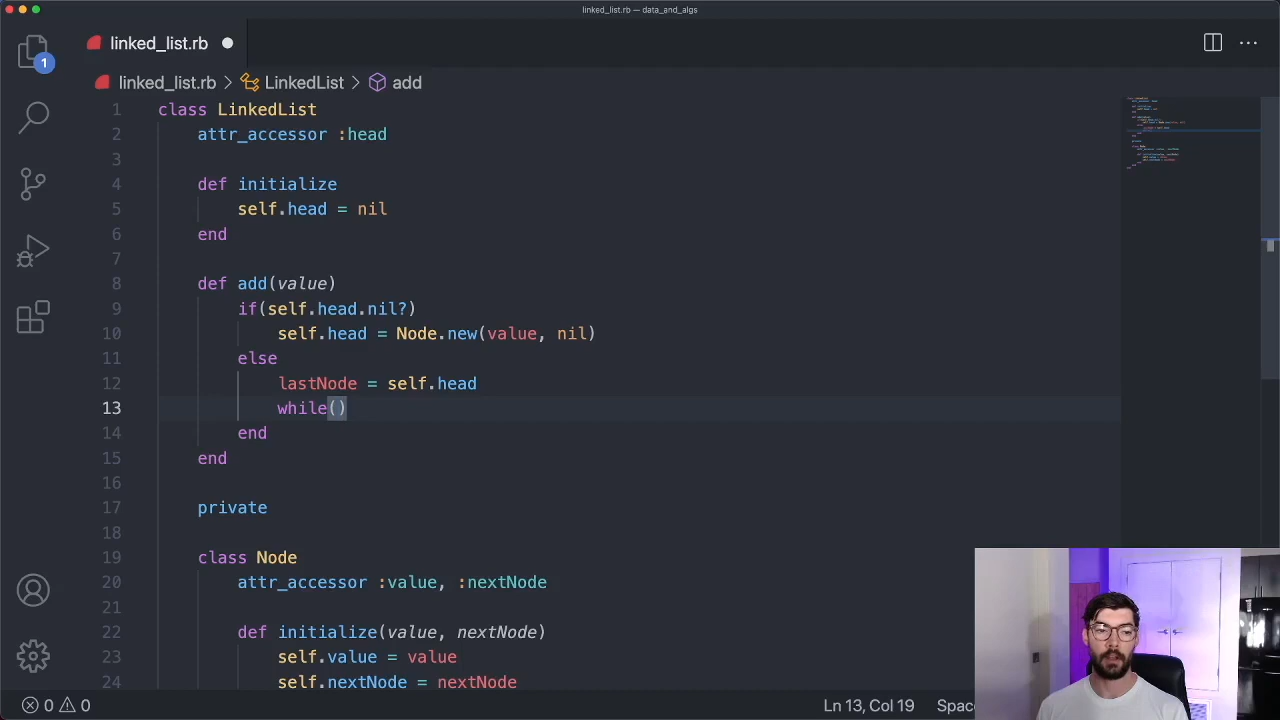 linked_list.rb — data_and_algs
linked_list.rb
1
linked_list.rb > LinkedList > add
1 class LinkedList
2 attr_accessor :head
3
4 def initialize
5 self.head = nil
6 end
7
8 def add(value)
9 if(self.head.nil?)
10 self.head = Node.new(value, nil)
11 else
12 lastNode = self.head
13 while()
14 end
15 end
16
17 private
18
19 class Node
20 attr_accessor :value, :nextNode
21
22 def initialize(value, nextNode)
23 self.value = value
24 self.nextNode = nextNode
0 0 Ln 13, Col 19 Space